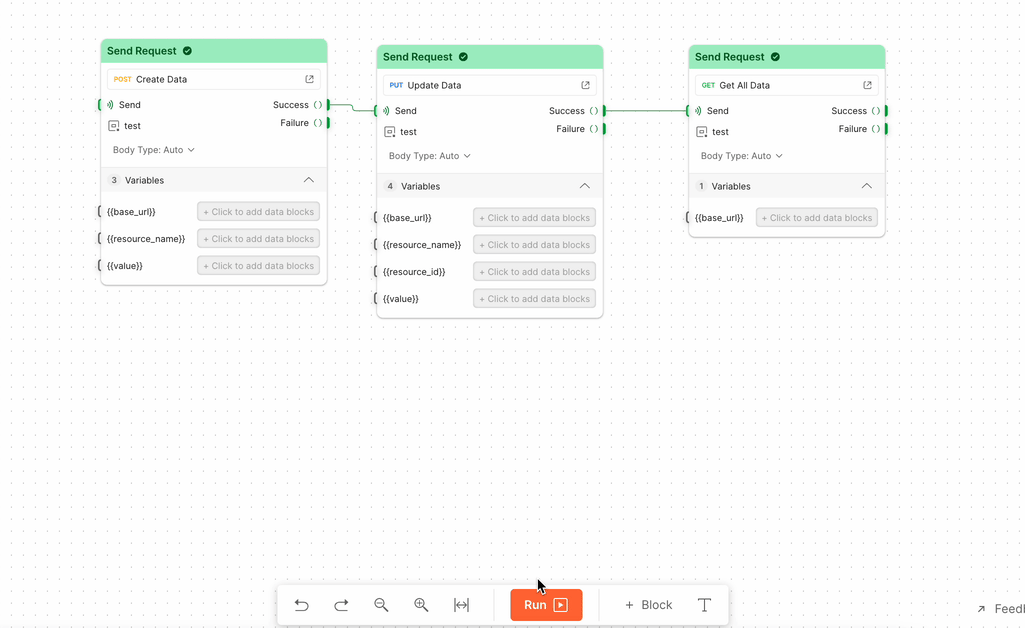 Send Request
POST Create Data
Send Success ()
test Failure ()
Body Type: Auto
3 Variables
{{base_url}} + Click to add data blocks
{{resource_name}} + Click to add data blocks
{{value}} + Click to add data blocks
Send Request
PUT Update Data
Send Success ()
test Failure ()
Body Type: Auto
4 Variables
{{base_url}} + Click to add data blocks
{{resource_name}} + Click to add data blocks
{{resource_id}} + Click to add data blocks
{{value}} + Click to add data blocks
Send Request
GET Get All Data
Send Success ()
test Failure ()
Body Type: Auto
1 Variables
{{base_url}} + Click to add data blocks
Run + Block T